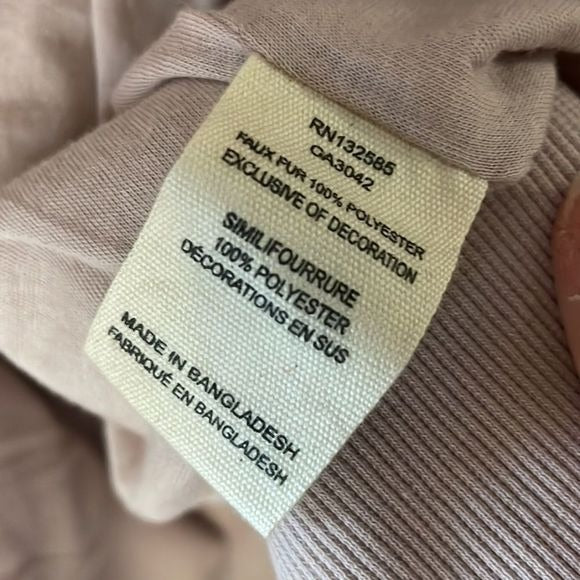 RN132585
CA3042
FAUX FUR 100% POLYESTER
EXCLUSIVE OF DECORATION
SIMILIFOURRURE
100% POLYESTER
DÉCORATIONS EN SUS
MADE IN BANGLADESH
FABRIQUÉ EN BANGLADESH